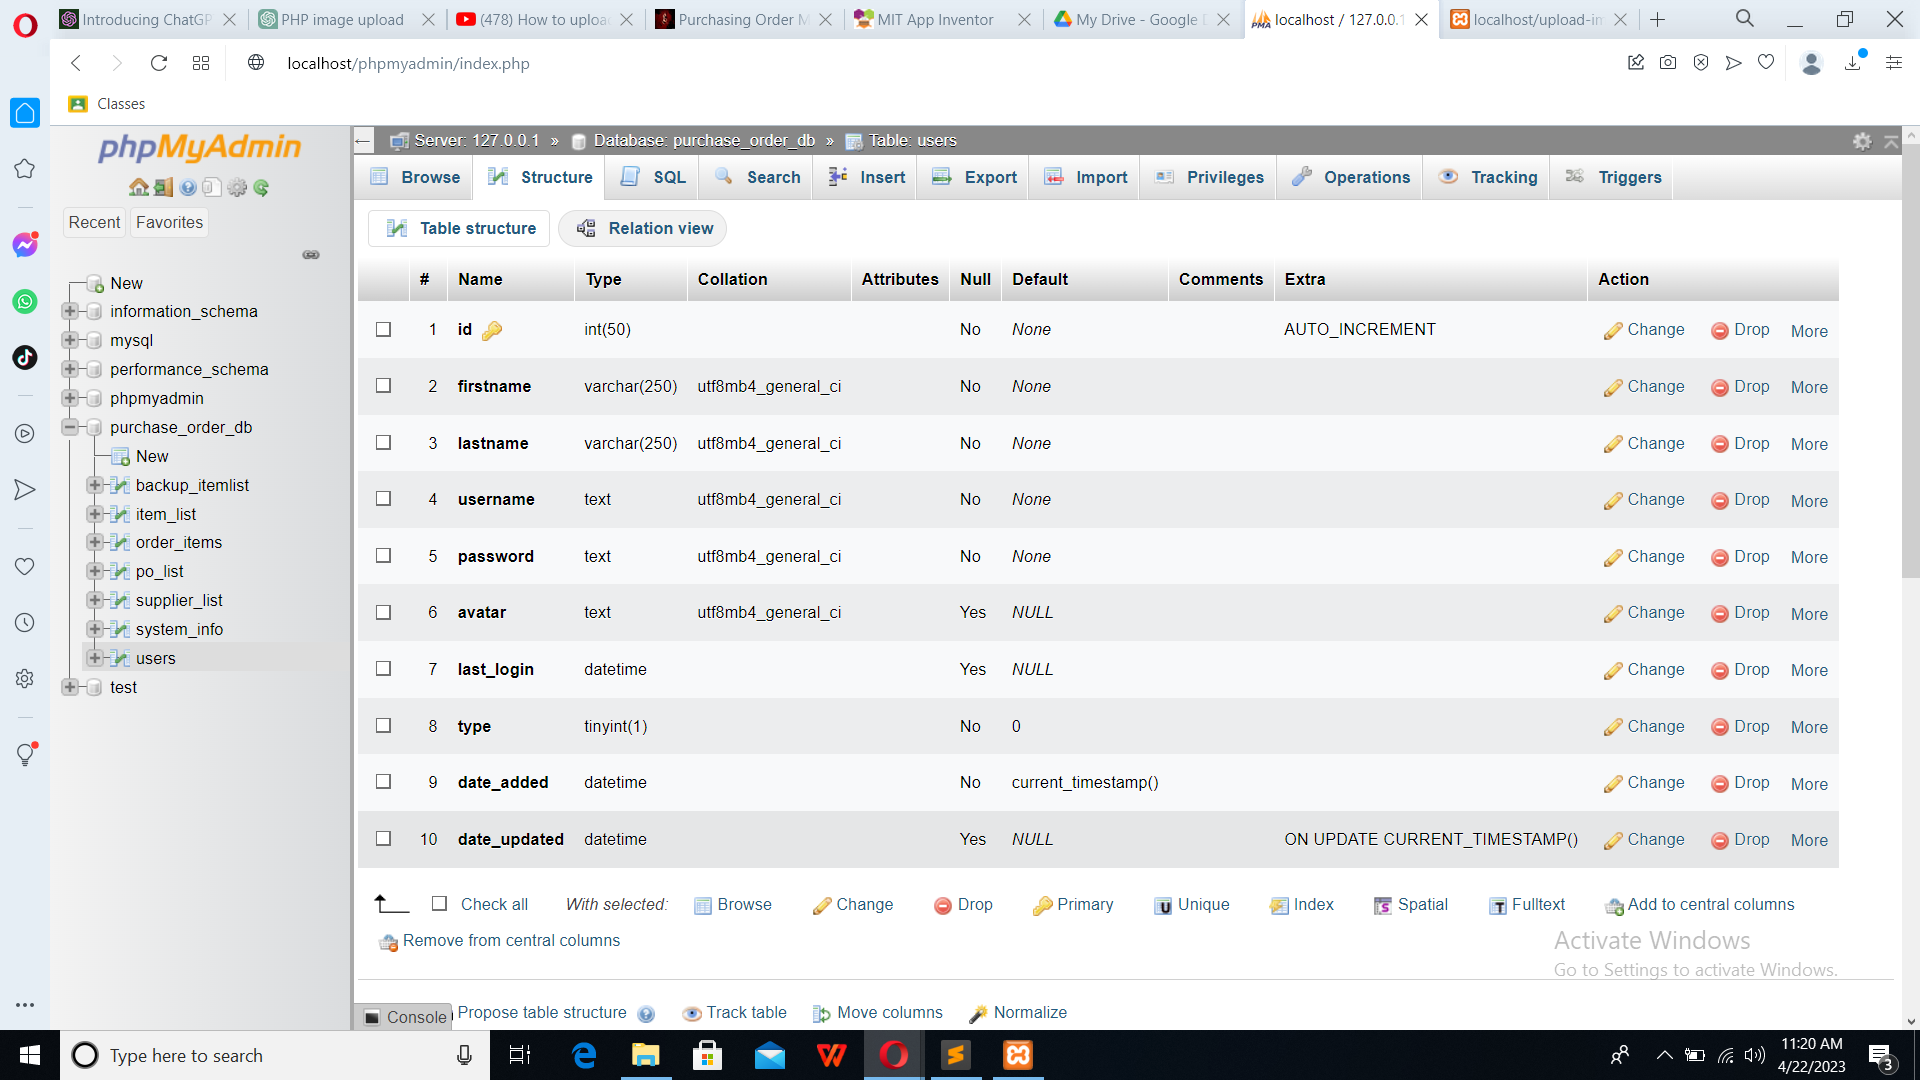 Introducing ChatGP
PHP image upload
(478) How to uploa
Purchasing Order M
MIT App Inventor
My Drive - Google D
localhost / 127.0.0.1
localhost/upload-im
localhost/phpmyadmin/index.php
Classes
phpMyAdmin
Recent Favorites
New
information_schema
mysql
performance_schema
phpmyadmin
purchase_order_db
New
backup_itemlist
item_list
order_items
po_list
supplier_list
system_info
users
test
Server: 127.0.0.1 » Database: purchase_order_db » Table: users
Browse Structure SQL Search Insert Export Import Privileges Operations Tracking Triggers
Table structure Relation view
# Name Type Collation Attributes Null Default Comments Extra Action
1 id int(50) No None AUTO_INCREMENT Change Drop More
2 firstname varchar(250) utf8mb4_general_ci No None Change Drop More
3 lastname varchar(250) utf8mb4_general_ci No None Change Drop More
4 username text utf8mb4_general_ci No None Change Drop More
5 password text utf8mb4_general_ci No None Change Drop More
6 avatar text utf8mb4_general_ci Yes NULL Change Drop More
7 last_login datetime Yes NULL Change Drop More
8 type tinyint(1) No 0 Change Drop More
9 date_added datetime No current_timestamp() Change Drop More
10 date_updated datetime Yes NULL ON UPDATE CURRENT_TIMESTAMP() Change Drop More
Check all With selected: Browse Change Drop Primary Unique Index Spatial Fulltext Add to central columns
Remove from central columns
Activate Windows
Go to Settings to activate Windows.
Console Propose table structure Track table Move columns Normalize
Type here to search
11:20 AM
4/22/2023
3